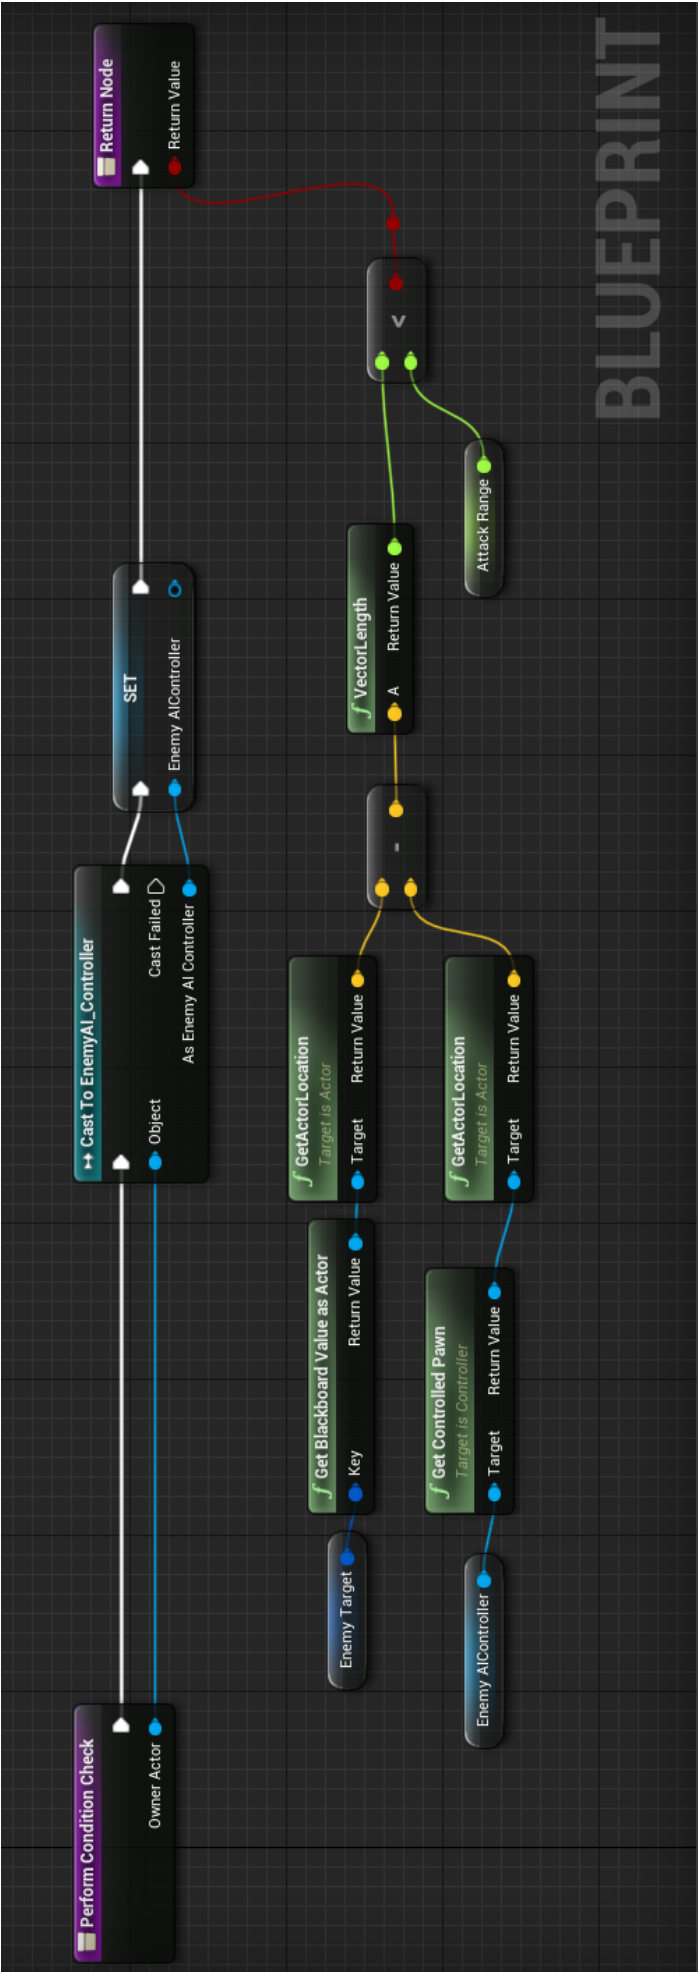 Perform Condition Check
Owner Actor
Cast To EnemyAI_Controller
Object
Cast Failed
As Enemy AI Controller
SET
Enemy AIController
Return Node
Return Value
Enemy Target
f Get Blackboard Value as Actor
Key
Return Value
f GetActorLocation
Target is Actor
Target
Return Value
Enemy AIController
f Get Controlled Pawn
Target is Controller
Target
Return Value
f GetActorLocation
Target is Actor
Target
Return Value
-
f VectorLength
A
Return Value
Attack Range
<
BLUEPRINT